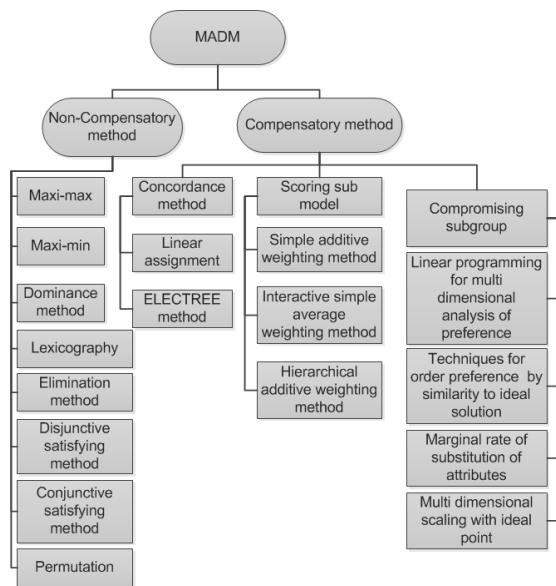 MADM
Non-Compensatory
method
Compensatory method
Maxi-max
Maxi-min
Dominance
method
Lexicography
Elimination
method
Disjunctive
satisfying
method
Conjunctive
satisfying
method
Permutation
Concordance
method
Linear
assignment
ELECTREE
method
Scoring sub
model
Simple additive
weighting method
Interactive simple
average
weighting method
Hierarchical
additive weighting
method
Compromising
subgroup
Linear programming
for multi
dimensional
analysis of
preference
Techniques for
order preference by
similarity to ideal
solution
Marginal rate of
substitution of
attributes
Multi dimensional
scaling with ideal
point